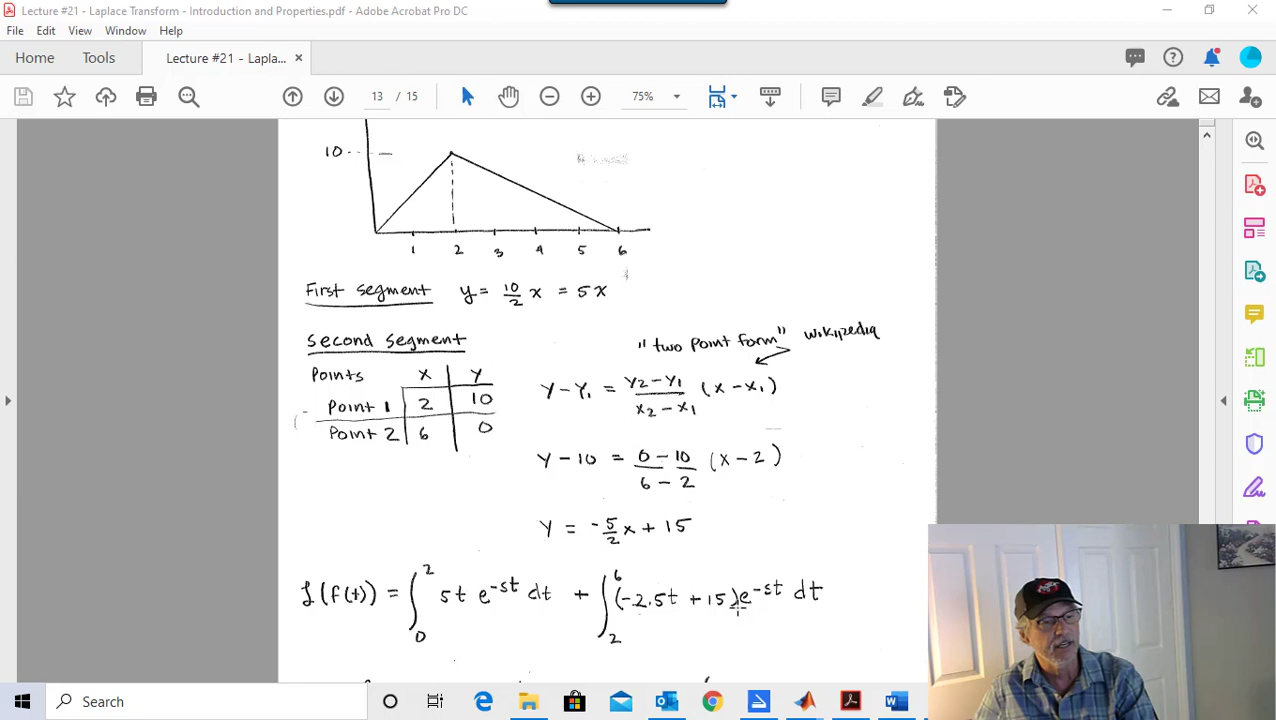 Lecture #21 - Laplace Transform - Introduction and Properties.pdf - Adobe Acrobat Pro DC
File Edit View Window Help
Home Tools Lecture #21 - Lapla... ×
13 / 15 75%
10
1 2 3 4 5 6
First segment y = 10/2 x = 5x
Second segment
"two point form" wikipedia
Points X Y
Point 1 2 10
Point 2 6 0
Y - Y₁ = (Y₂ - Y₁)/(X₂ - X₁) (X - X₁)
Y - 10 = (0 - 10)/(6 - 2) (X - 2)
Y = -5/2 x + 15
ℒ(f(t)) = ∫₀² 5t e^{-st} dt + ∫₂⁶ (-2.5t + 15)e^{-st} dt
Search